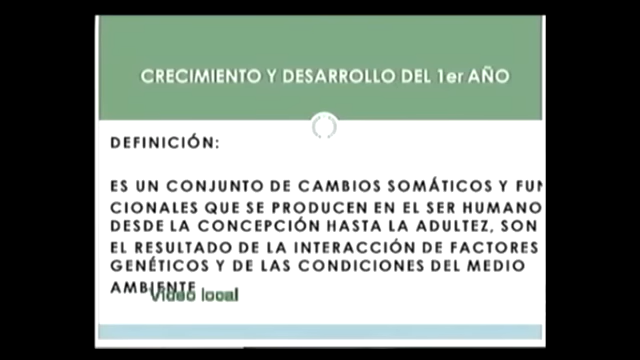 CRECIMIENTO Y DESARROLLO DEL 1er AÑO
DEFINICIÓN:
ES UN CONJUNTO DE CAMBIOS SOMÁTICOS Y FUN
CIONALES QUE SE PRODUCEN EN EL SER HUMANO
DESDE LA CONCEPCIÓN HASTA LA ADULTEZ, SON
EL RESULTADO DE LA INTERACCIÓN DE FACTORES
GENÉTICOS Y DE LAS CONDICIONES DEL MEDIO
AMBIENTE
Video local